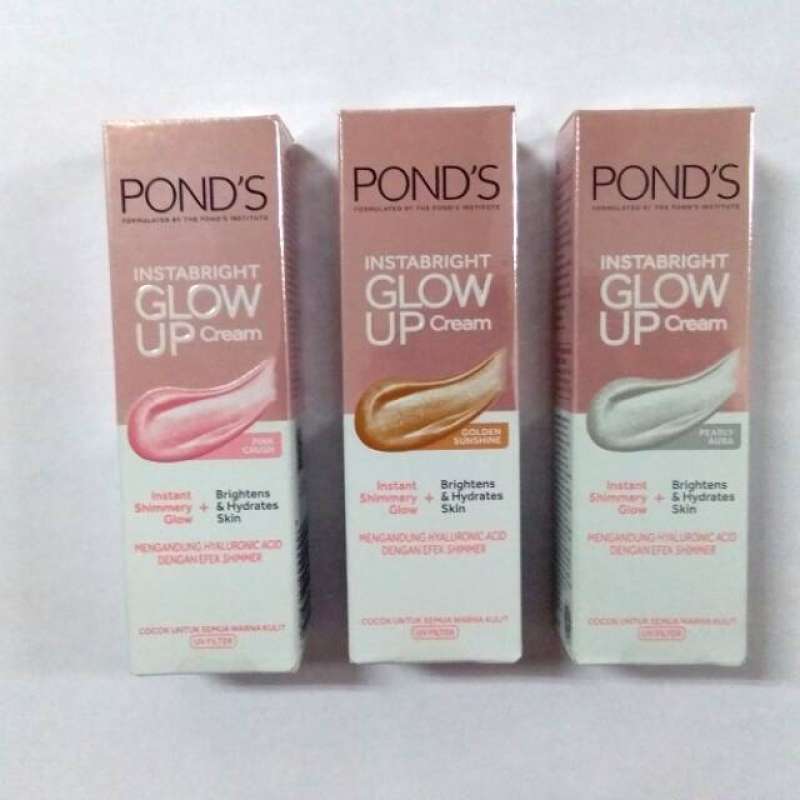 POND'S
FORMULATED BY THE POND'S INSTITUTE
INSTABRIGHT
GLOW
UP Cream
PINK
CRUSH
Instant
Shimmery
Glow
+
Brightens
& Hydrates
Skin
MENGANDUNG HYALURONIC ACID
DENGAN EFEK SHIMMER
COCOK UNTUK SEMUA WARNA KULIT
UV FILTER
POND'S
FORMULATED BY THE POND'S INSTITUTE
INSTABRIGHT
GLOW
UP Cream
GOLDEN
SUNSHINE
Instant
Shimmery
Glow
+
Brightens
& Hydrates
Skin
MENGANDUNG HYALURONIC ACID
DENGAN EFEK SHIMMER
COCOK UNTUK SEMUA WARNA KULIT
UV FILTER
POND'S
FORMULATED BY THE POND'S INSTITUTE
INSTABRIGHT
GLOW
UP Cream
PEARLY
AURA
Instant
Shimmery
Glow
+
Brightens
& Hydrates
Skin
MENGANDUNG HYALURONIC ACID
DENGAN EFEK SHIMMER
COCOK UNTUK SEMUA WARNA KULIT
UV FILTER